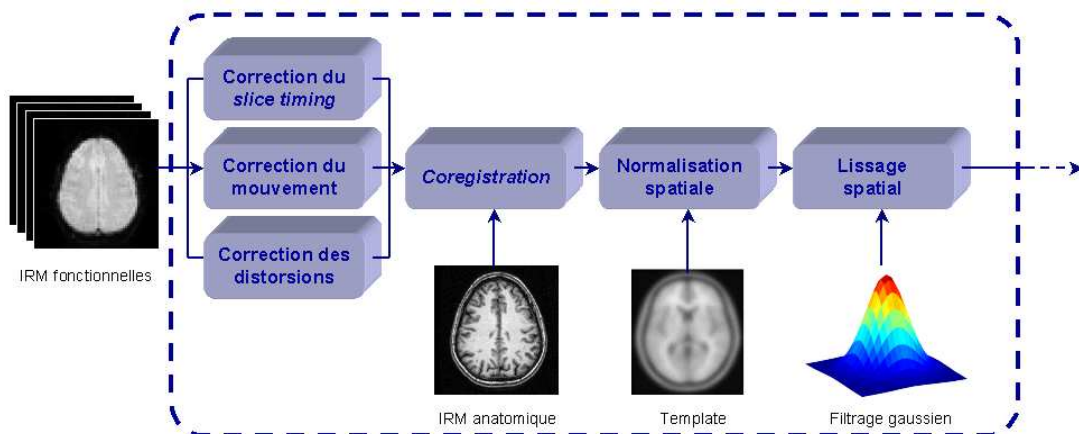 Correction du
slice timing
Correction du
mouvement
Correction des
distorsions
Coregistration
Normalisation
spatiale
Lissage
spatial
IRM fonctionnelles
IRM anatomique
Template
Filtrage gaussien